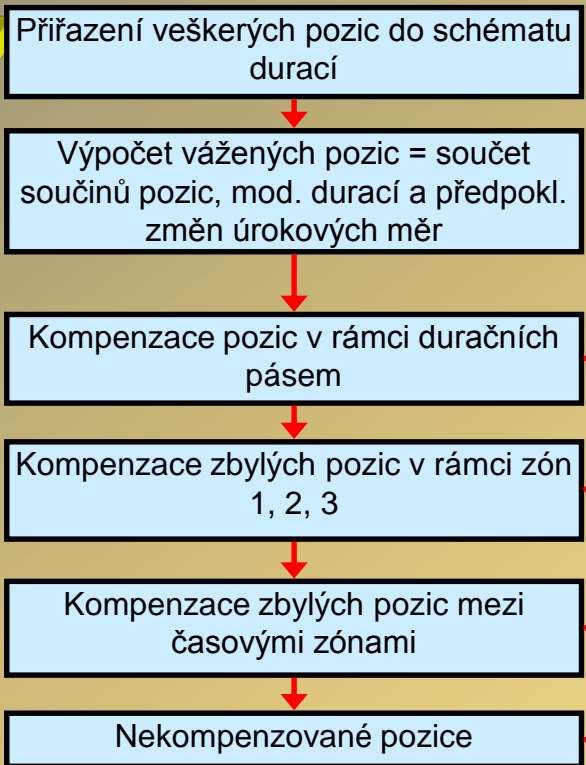 Přiřazení veškerých pozic do schématu
durací
Výpočet vážených pozic = součet
součinů pozic, mod. durací a předpokl.
změn úrokových měr
Kompenzace pozic v rámci duračních
pásem
Kompenzace zbylých pozic v rámci zón
1, 2, 3
Kompenzace zbylých pozic mezi
časovými zónami
Nekompenzované pozice